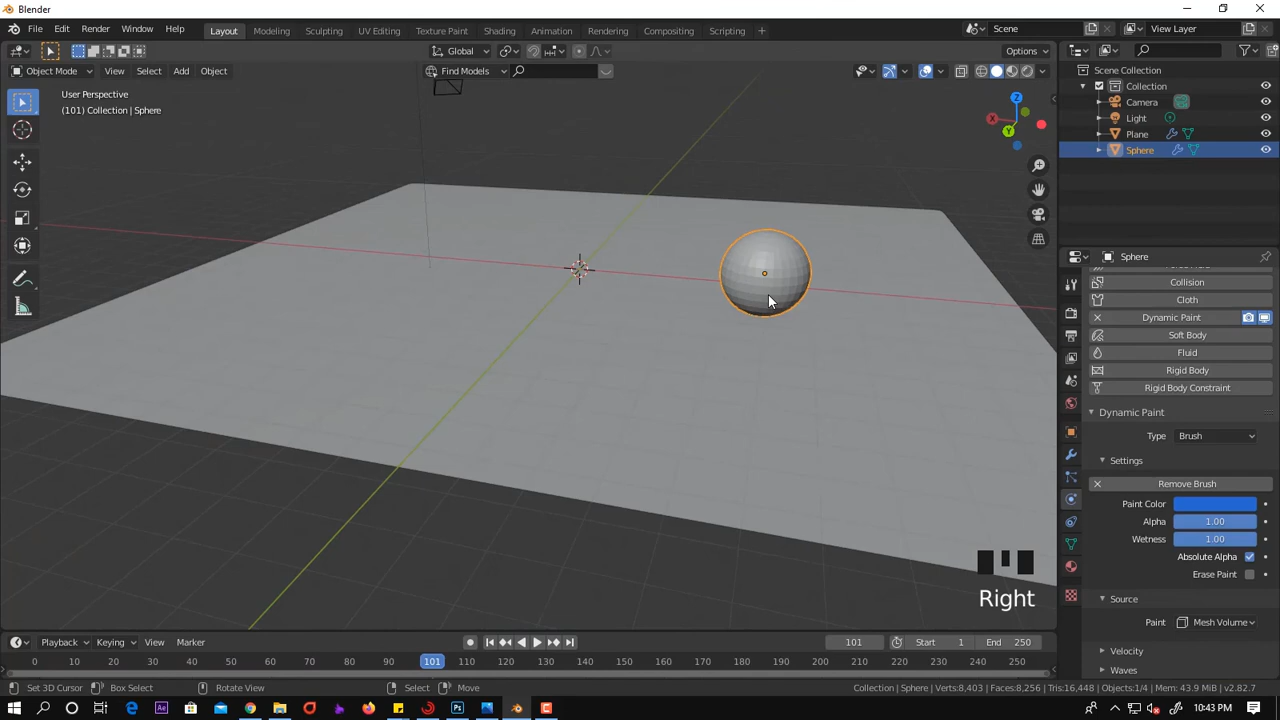 Blender
File Edit Render Window Help Layout Modeling Sculpting UV Editing Texture Paint Shading Animation Rendering Compositing Scripting + Scene View Layer
Global Options
Object Mode View Select Add Object Find Models
User Perspective
(101) Collection | Sphere
Z
X
Y
Scene Collection
Collection
Camera
Light
Plane
Sphere
Sphere
Collision
Cloth
Dynamic Paint
Soft Body
Fluid
Rigid Body
Rigid Body Constraint
Dynamic Paint
Type Brush
Settings
Remove Brush
Paint Color
Alpha 1.00
Wetness 1.00
Absolute Alpha
Erase Paint
Source
Paint Mesh Volume
Velocity
Waves
Right
Playback Keying View Marker 101 Start 1 End 250
0 10 20 30 40 50 60 70 80 90 101 110 120 130 140 150 160 170 180 190 200 210 220 230 240 250
Set 3D Cursor Box Select Rotate View Select Move Collection | Sphere | Verts:8,403 | Faces:8,256 | Tris:16,448 | Objects:1/4 | Mem: 43.9 MiB | v2.82.7
10:43 PM